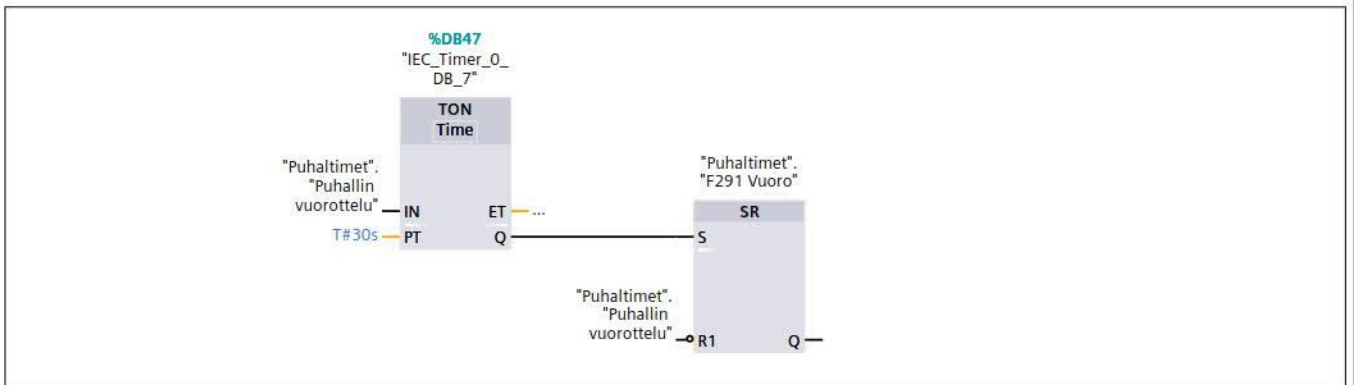 %DB47
"IEC_Timer_0_
DB_7"
TON
Time
"Puhaltimet".
"Puhallin
vuorottelu"
IN
ET
...
T#30s
PT
Q
"Puhaltimet".
"F291 Vuoro"
SR
S
"Puhaltimet".
"Puhallin
vuorottelu"
R1
Q